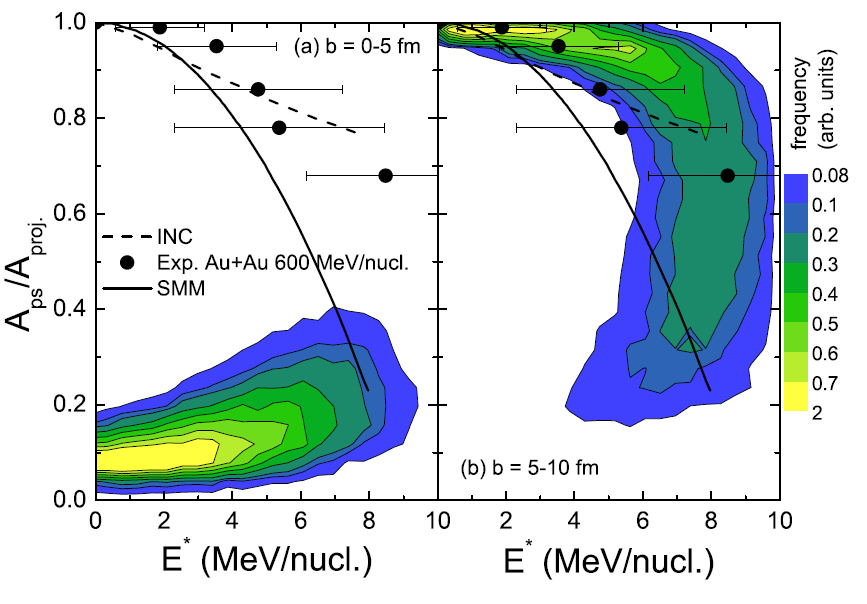 (a) b = 0-5 fm
INC
Exp. Au+Au 600 MeV/nucl.
SMM
A_ps/A_proj.
1.0
0.8
0.6
0.4
0.2
0.0
0 2 4 6 8 10 2 4 6 8 10
E* (MeV/nucl.) E* (MeV/nucl.)
(b) b = 5-10 fm
frequency
(arb. units)
0.08
0.1
0.2
0.3
0.4
0.5
0.6
0.7
2